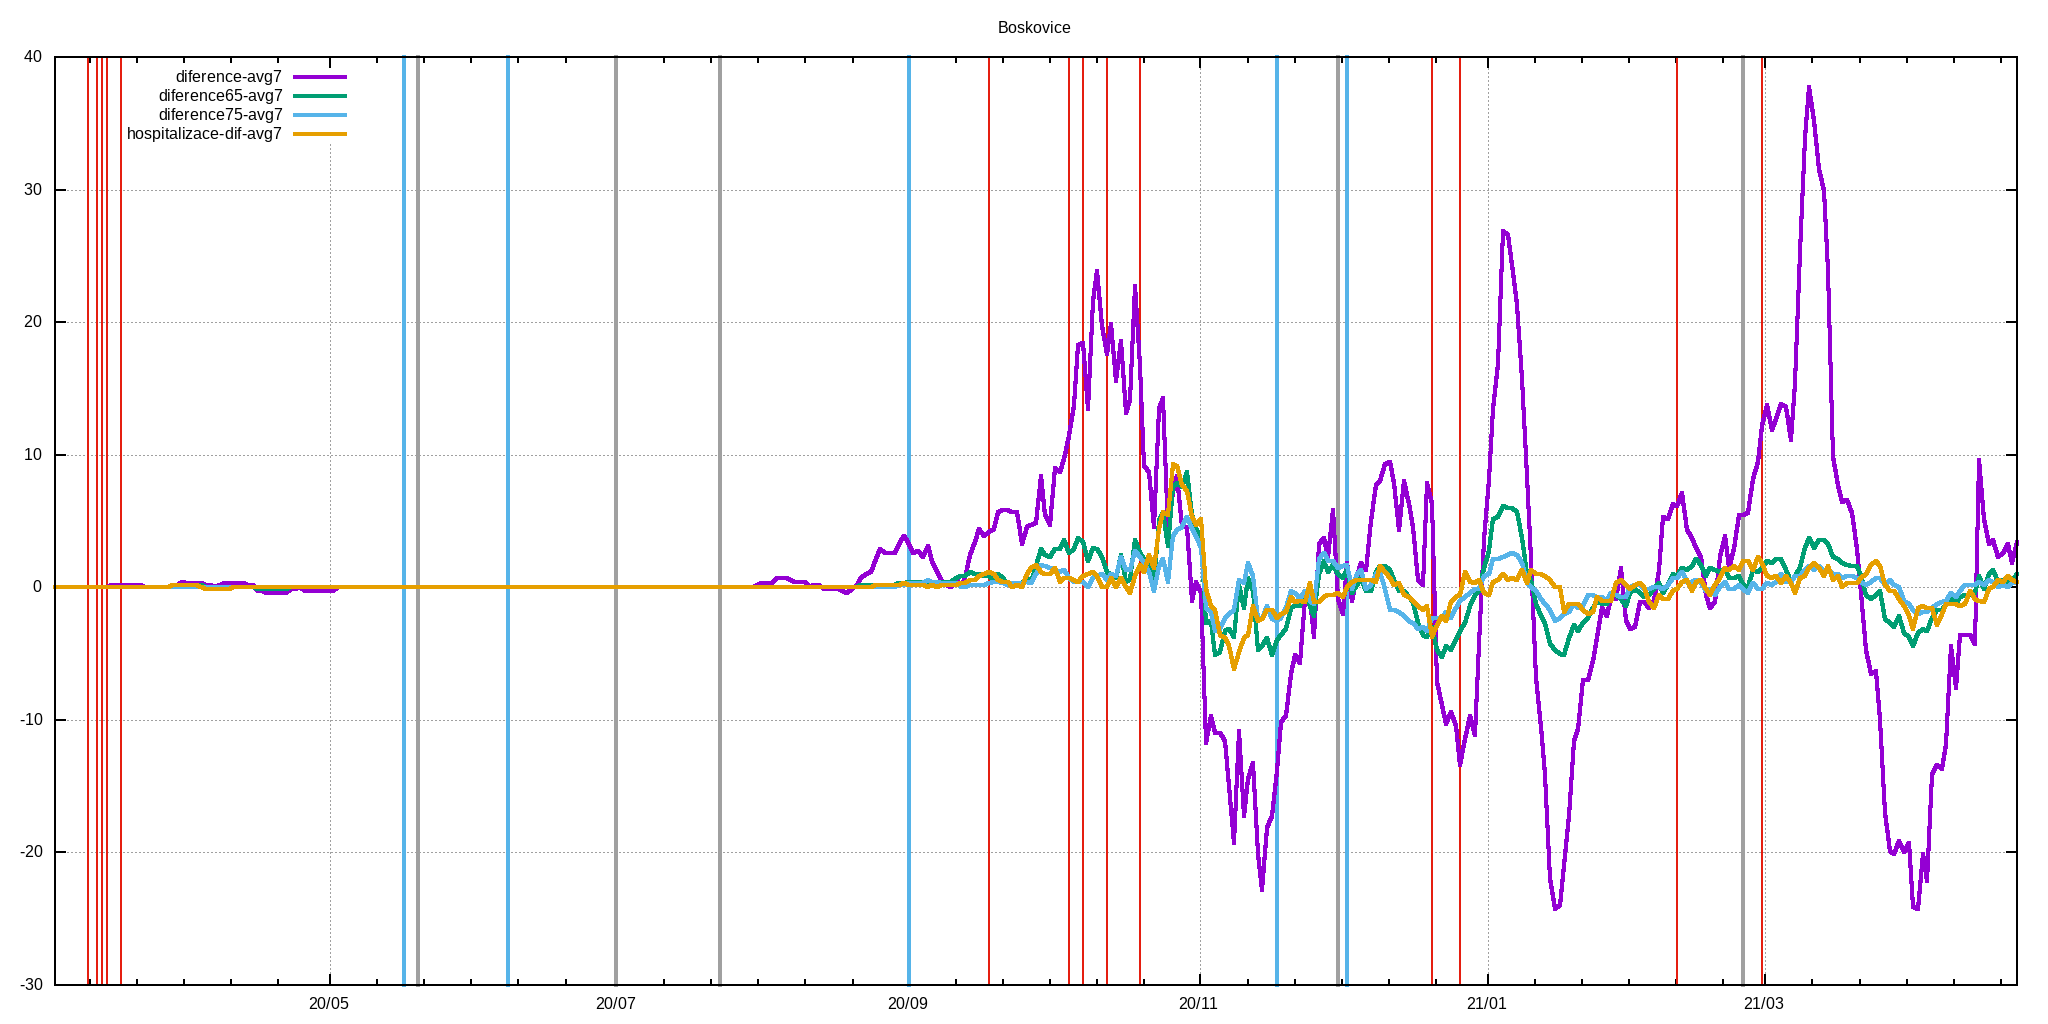 Boskovice
diference-avg7
diference65-avg7
diference75-avg7
hospitalizace-dif-avg7
40
30
20
10
0
-10
-20
-30
20/05 20/07 20/09 20/11 21/01 21/03